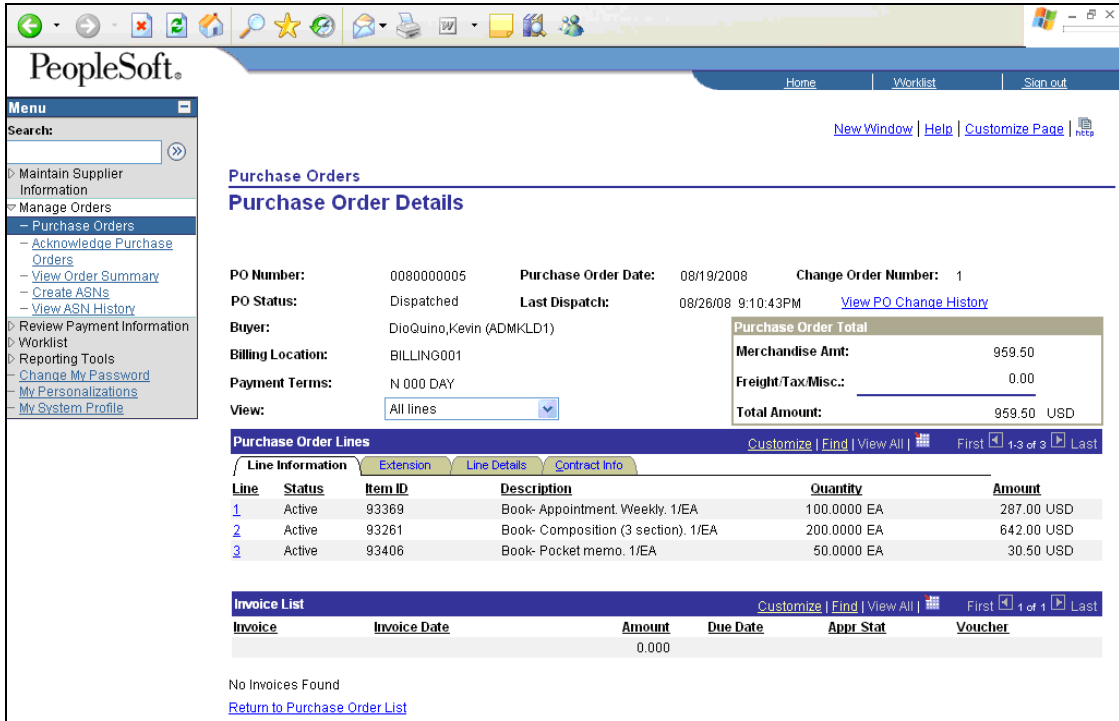 PeopleSoft®
Home | Worklist | Sign out
Menu
Search:
New Window | Help | Customize Page | http
Maintain Supplier
Information
Manage Orders
– Purchase Orders
– Acknowledge Purchase
Orders
– View Order Summary
– Create ASNs
– View ASN History
Review Payment Information
Worklist
Reporting Tools
– Change My Password
– My Personalizations
– My System Profile
Purchase Orders
Purchase Order Details
PO Number: 0080000005 Purchase Order Date: 08/19/2008 Change Order Number: 1
PO Status: Dispatched Last Dispatch: 08/26/08 9:10:43PM View PO Change History
Buyer: DioQuino,Kevin (ADMKLD1)
Billing Location: BILLING001
Payment Terms: N 000 DAY
View: All lines
Purchase Order Total
Merchandise Amt: 959.50
Freight/Tax/Misc.: 0.00
Total Amount: 959.50 USD
Purchase Order Lines Customize | Find | View All | First 1-3 of 3 Last
Line Information Extension Line Details Contract Info
Line Status Item ID Description Quantity Amount
1 Active 93369 Book- Appointment. Weekly. 1/EA 100.0000 EA 287.00 USD
2 Active 93261 Book- Composition (3 section). 1/EA 200.0000 EA 642.00 USD
3 Active 93406 Book- Pocket memo. 1/EA 50.0000 EA 30.50 USD
Invoice List Customize | Find | View All | First 1 of 1 Last
Invoice Invoice Date Amount Due Date Appr Stat Voucher
0.000
No Invoices Found
Return to Purchase Order List